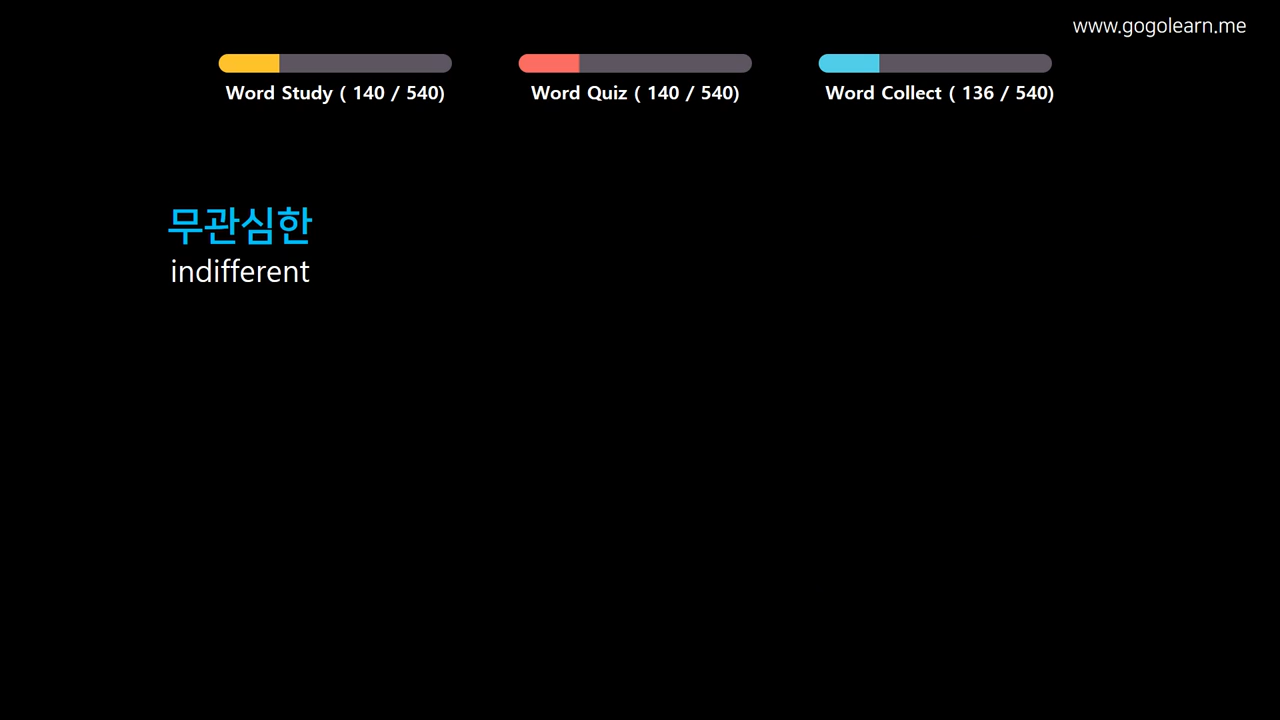 www.gogolearn.me
Word Study ( 140 / 540)
Word Quiz ( 140 / 540)
Word Collect ( 136 / 540)
무관심한
indifferent